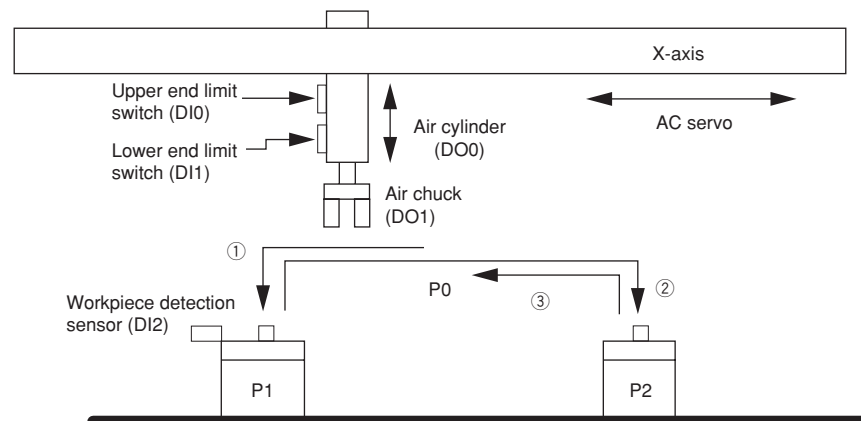 X-axis
Upper end limit
switch (DI0)
AC servo
Air cylinder
(DO0)
Lower end limit
switch (DI1)
Air chuck
(DO1)
①
P0
②
③
Workpiece detection
sensor (DI2)
P1
P2